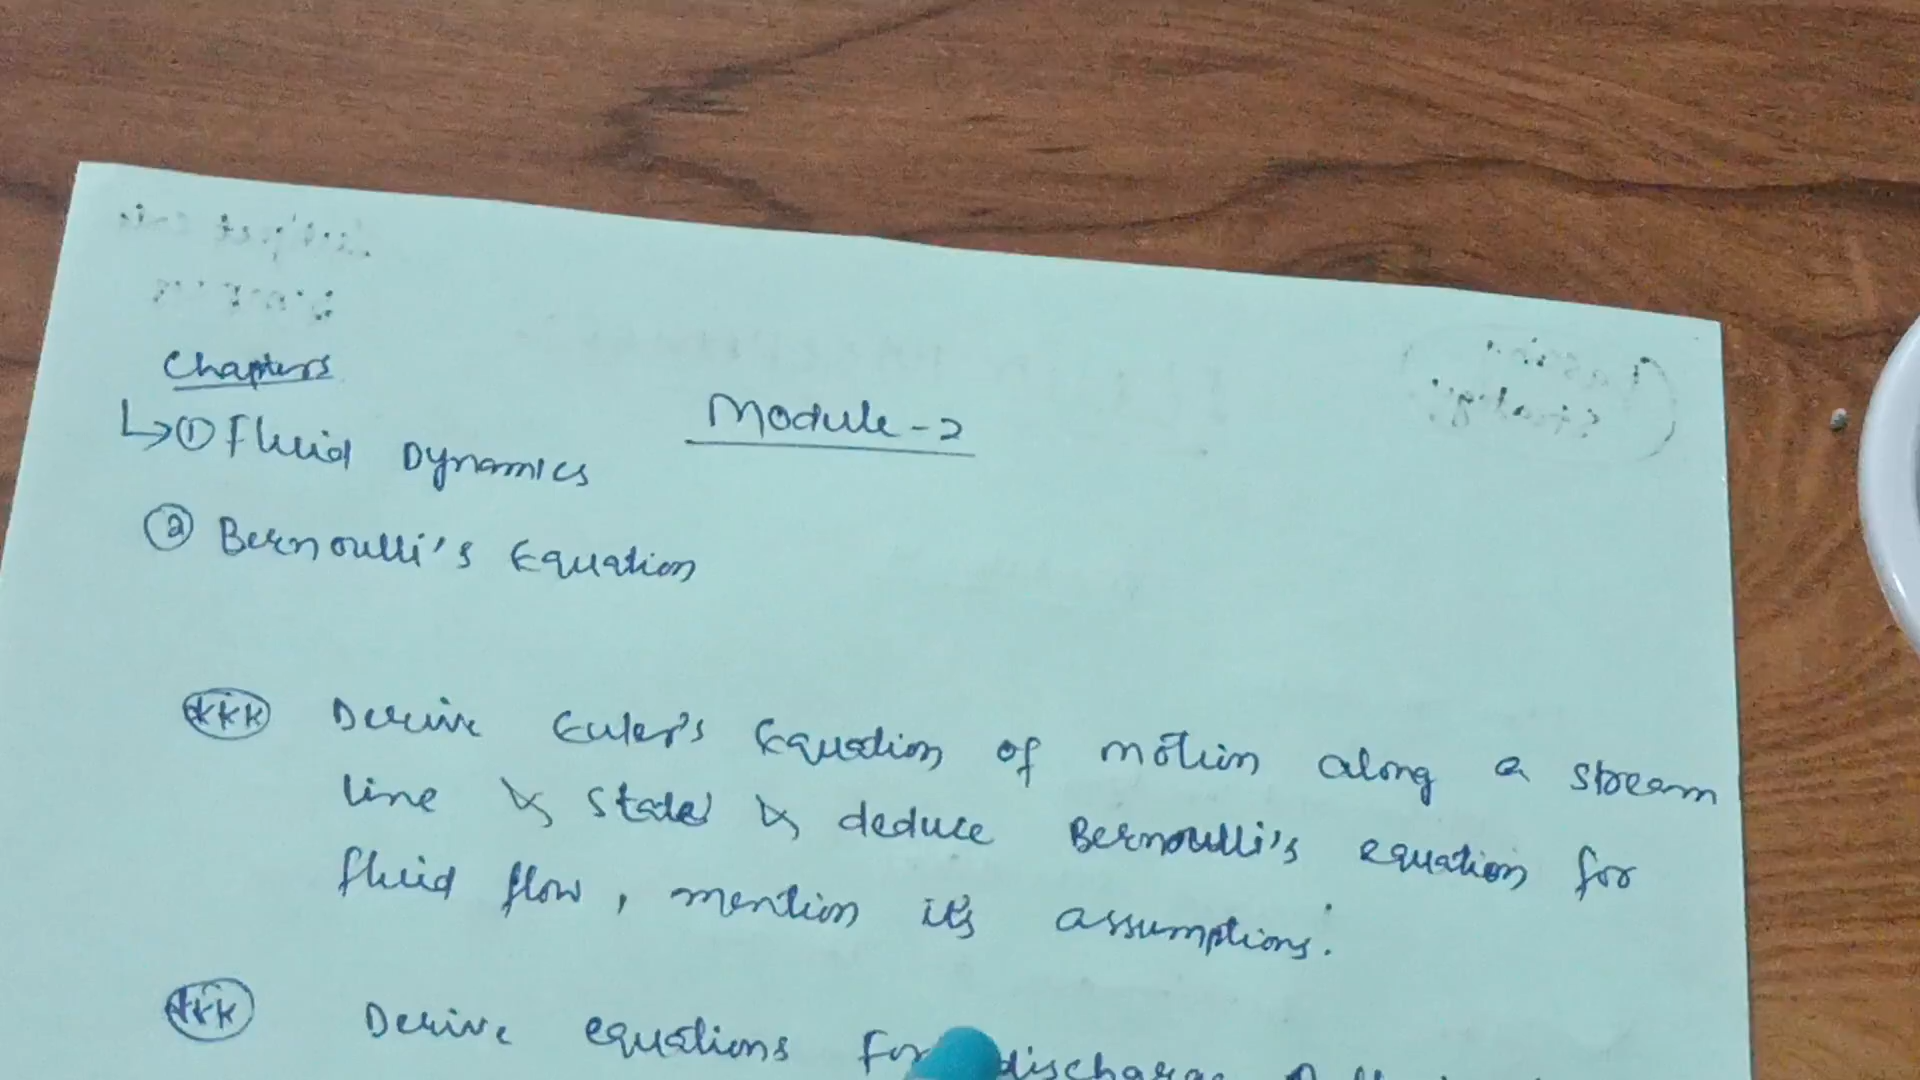 Chapters
↳① Fluid Dynamics
Module-2
② Bernoulli's Equation
*** Derive Euler's Equation of motion along a stream
line & state & deduce Bernoulli's equation for
fluid flow, mention it's assumptions.
*** Derive equations for discharge